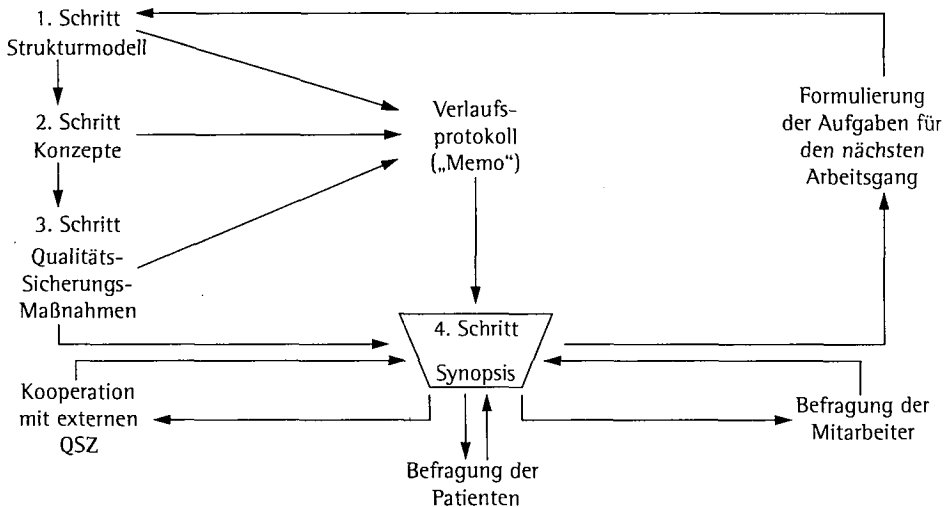 1. Schritt
Strukturmodell
2. Schritt
Konzepte
3. Schritt
Qualitäts-
Sicherungs-
Maßnahmen
Verlaufs-
protokoll
(„Memo“)
Formulierung
der Aufgaben für
den nächsten
Arbeitsgang
4. Schritt
Synopsis
Kooperation
mit externen
QSZ
Befragung der
Patienten
Befragung der
Mitarbeiter